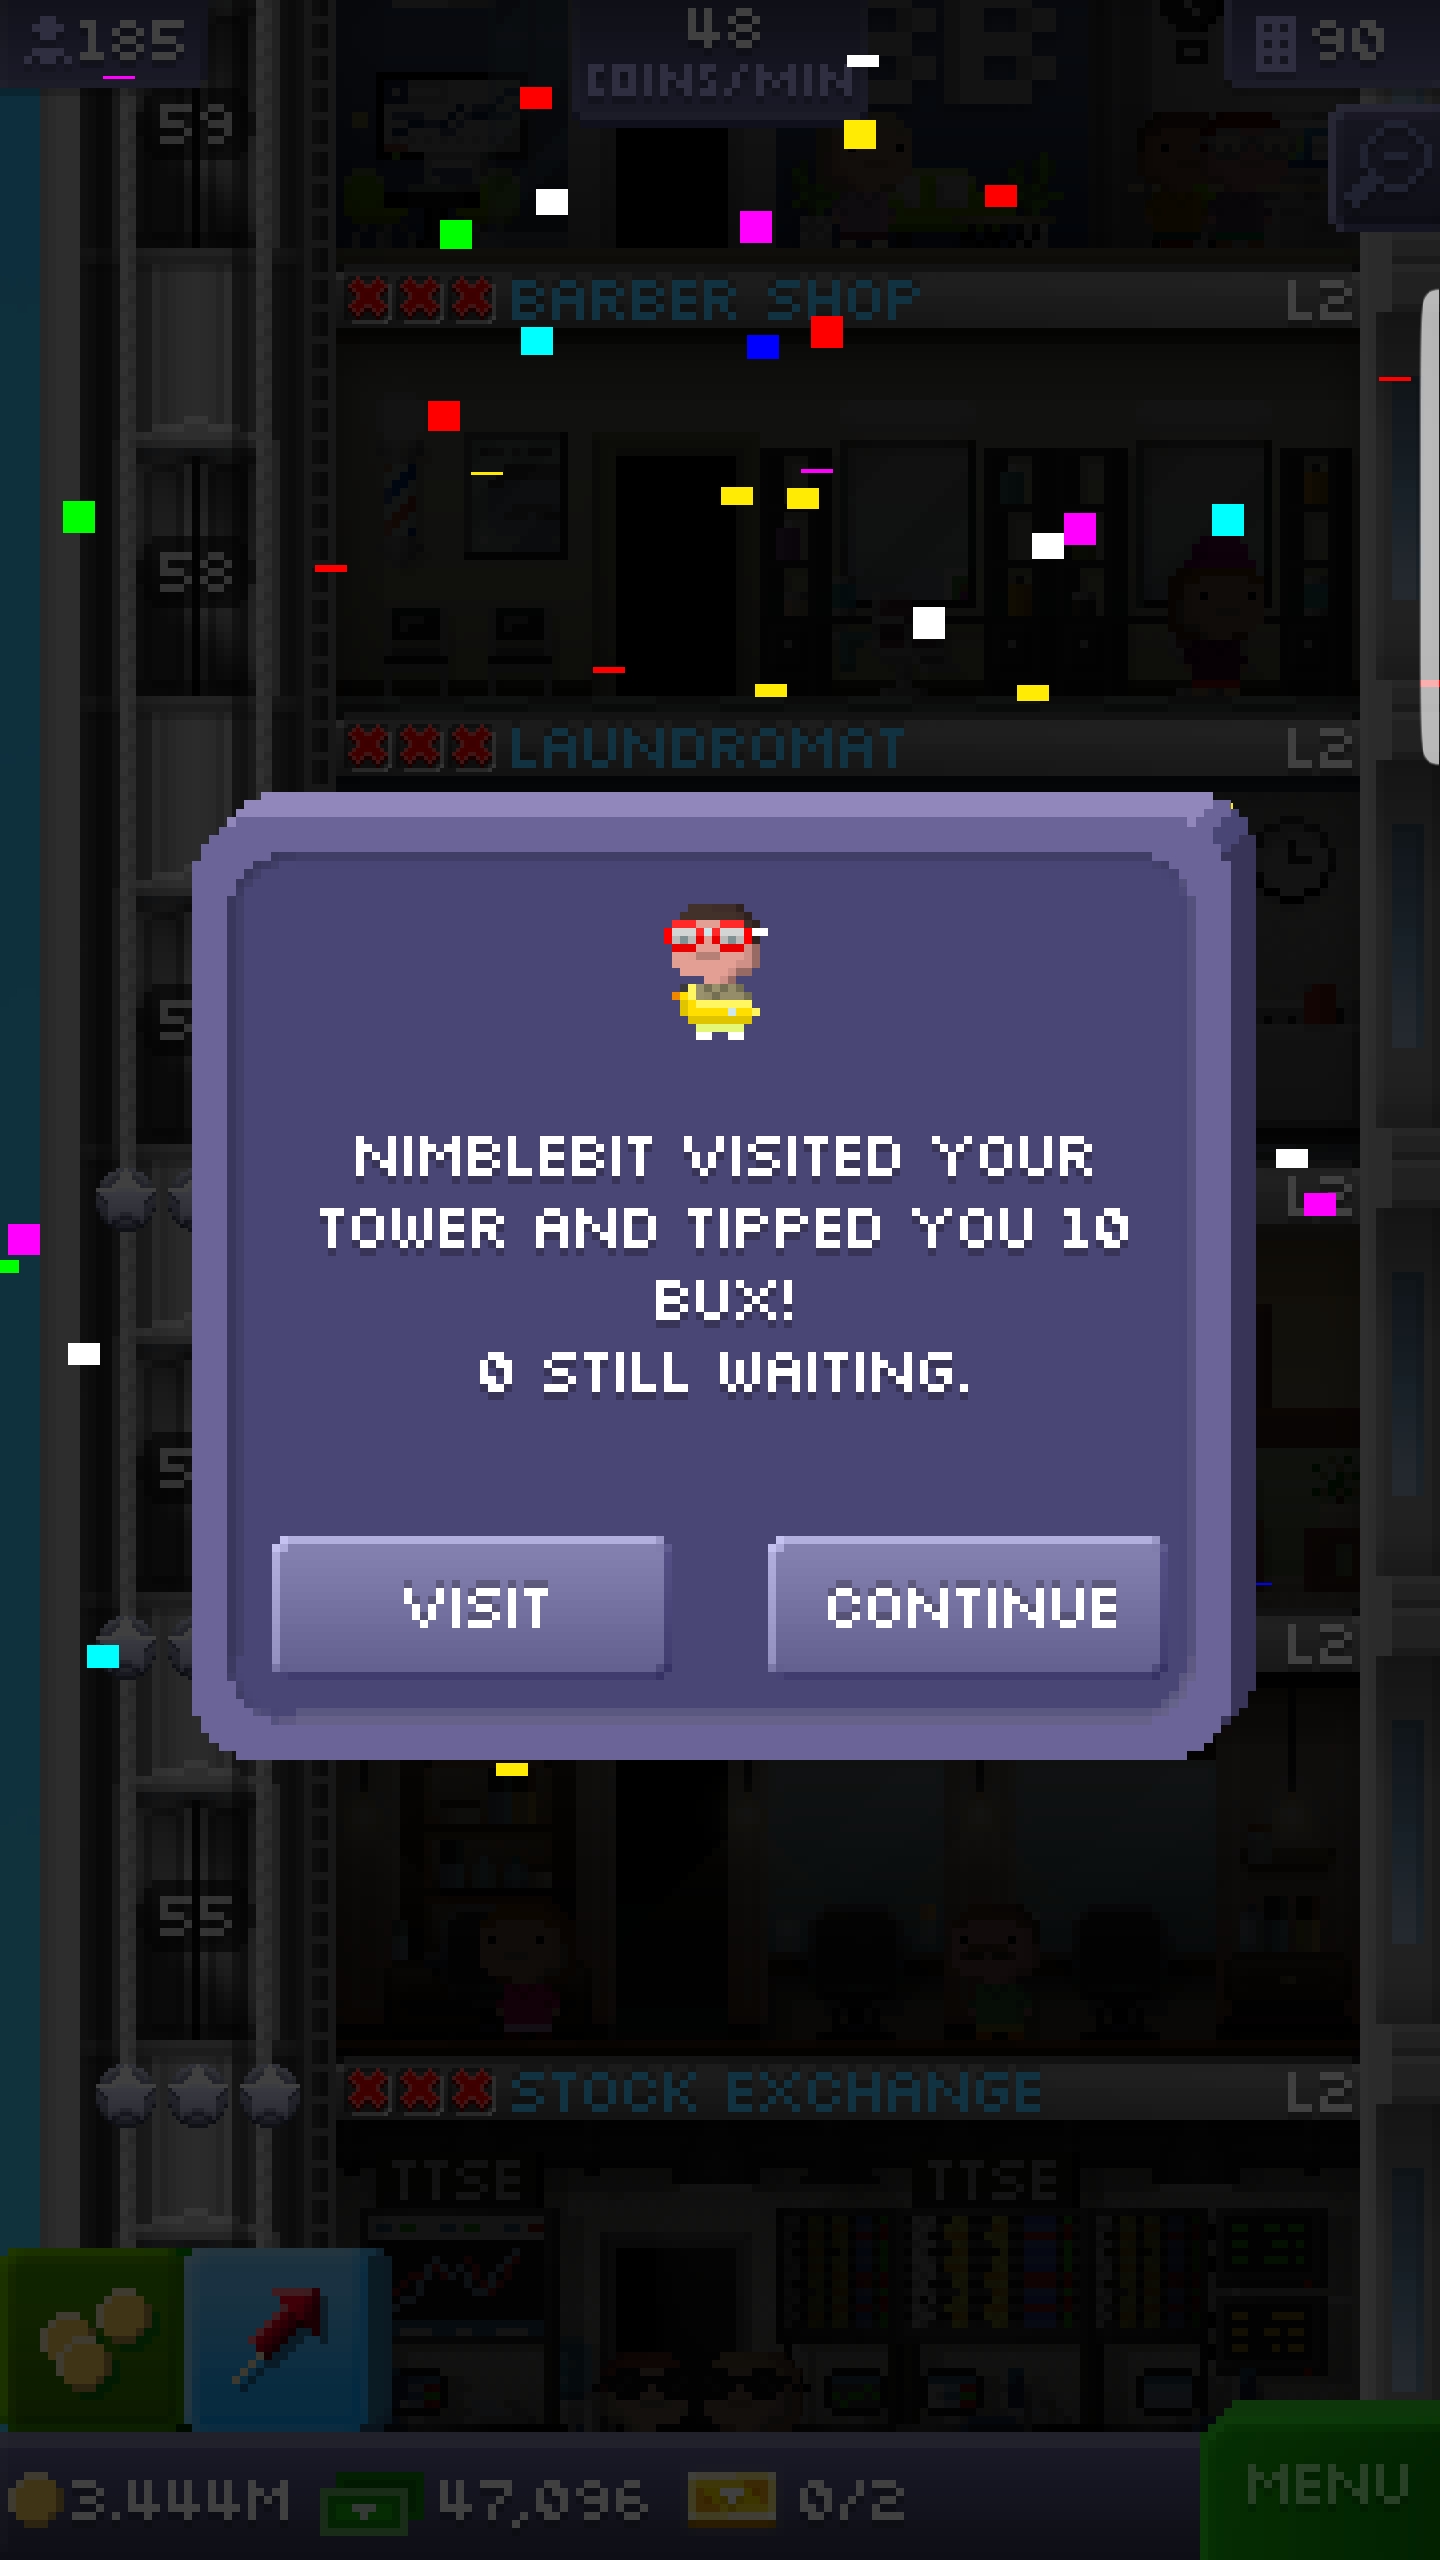 185
48
COINS/MIN
90
59
BARBER SHOP L2
58
LAUNDROMAT L2
NIMBLEBIT VISITED YOUR
TOWER AND TIPPED YOU 10
BUX!
0 STILL WAITING.
VISIT CONTINUE
L2
55
STOCK EXCHANGE L2
TTSE TTSE
3.444M 47,096 0/2 MENU